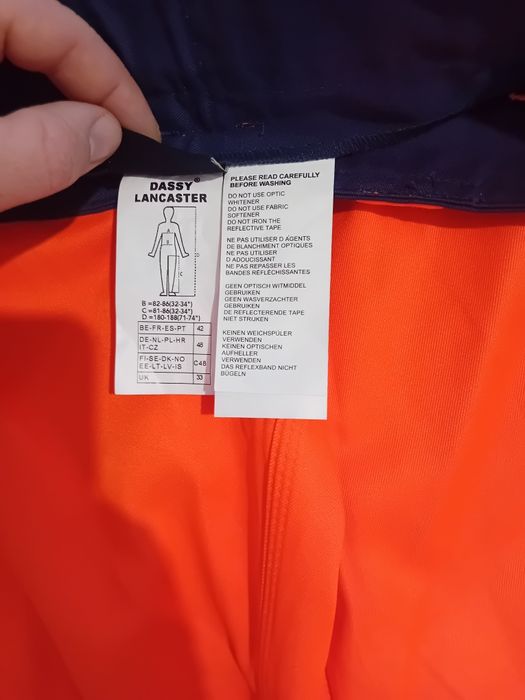 DASSY®
LANCASTER
A
B
C
D
B =82-86(32-34")
C =81-86(32-34")
D =180-188(71-74")
BE-FR-ES-PT 42
DE-NL-PL-HR
IT-CZ 48
FI-SE-DK-NO
EE-LT-LV-IS C48
UK 33
PLEASE READ CAREFULLY
BEFORE WASHING
DO NOT USE OPTIC
WHITENER
DO NOT USE FABRIC
SOFTENER
DO NOT IRON THE
REFLECTIVE TAPE
NE PAS UTILISER D AGENTS
DE BLANCHIMENT OPTIQUES
NE PAS UTILISER
D ADOUCISSANT
NE PAS REPASSER LES
BANDES REFLÈCHISSANTES
GEEN OPTISCH WITMIDDEL
GEBRUIKEN
GEEN WASVERZACHTER
GEBRUIKEN
DE REFLECTERENDE TAPE
NIET STRIJKEN
KEINEN WEICHSPÜLER
VERWENDEN
KEINEN OPTISCHEN
AUFHELLER
VERWENDEN
DAS REFLEXBAND NICHT
BÜGELN